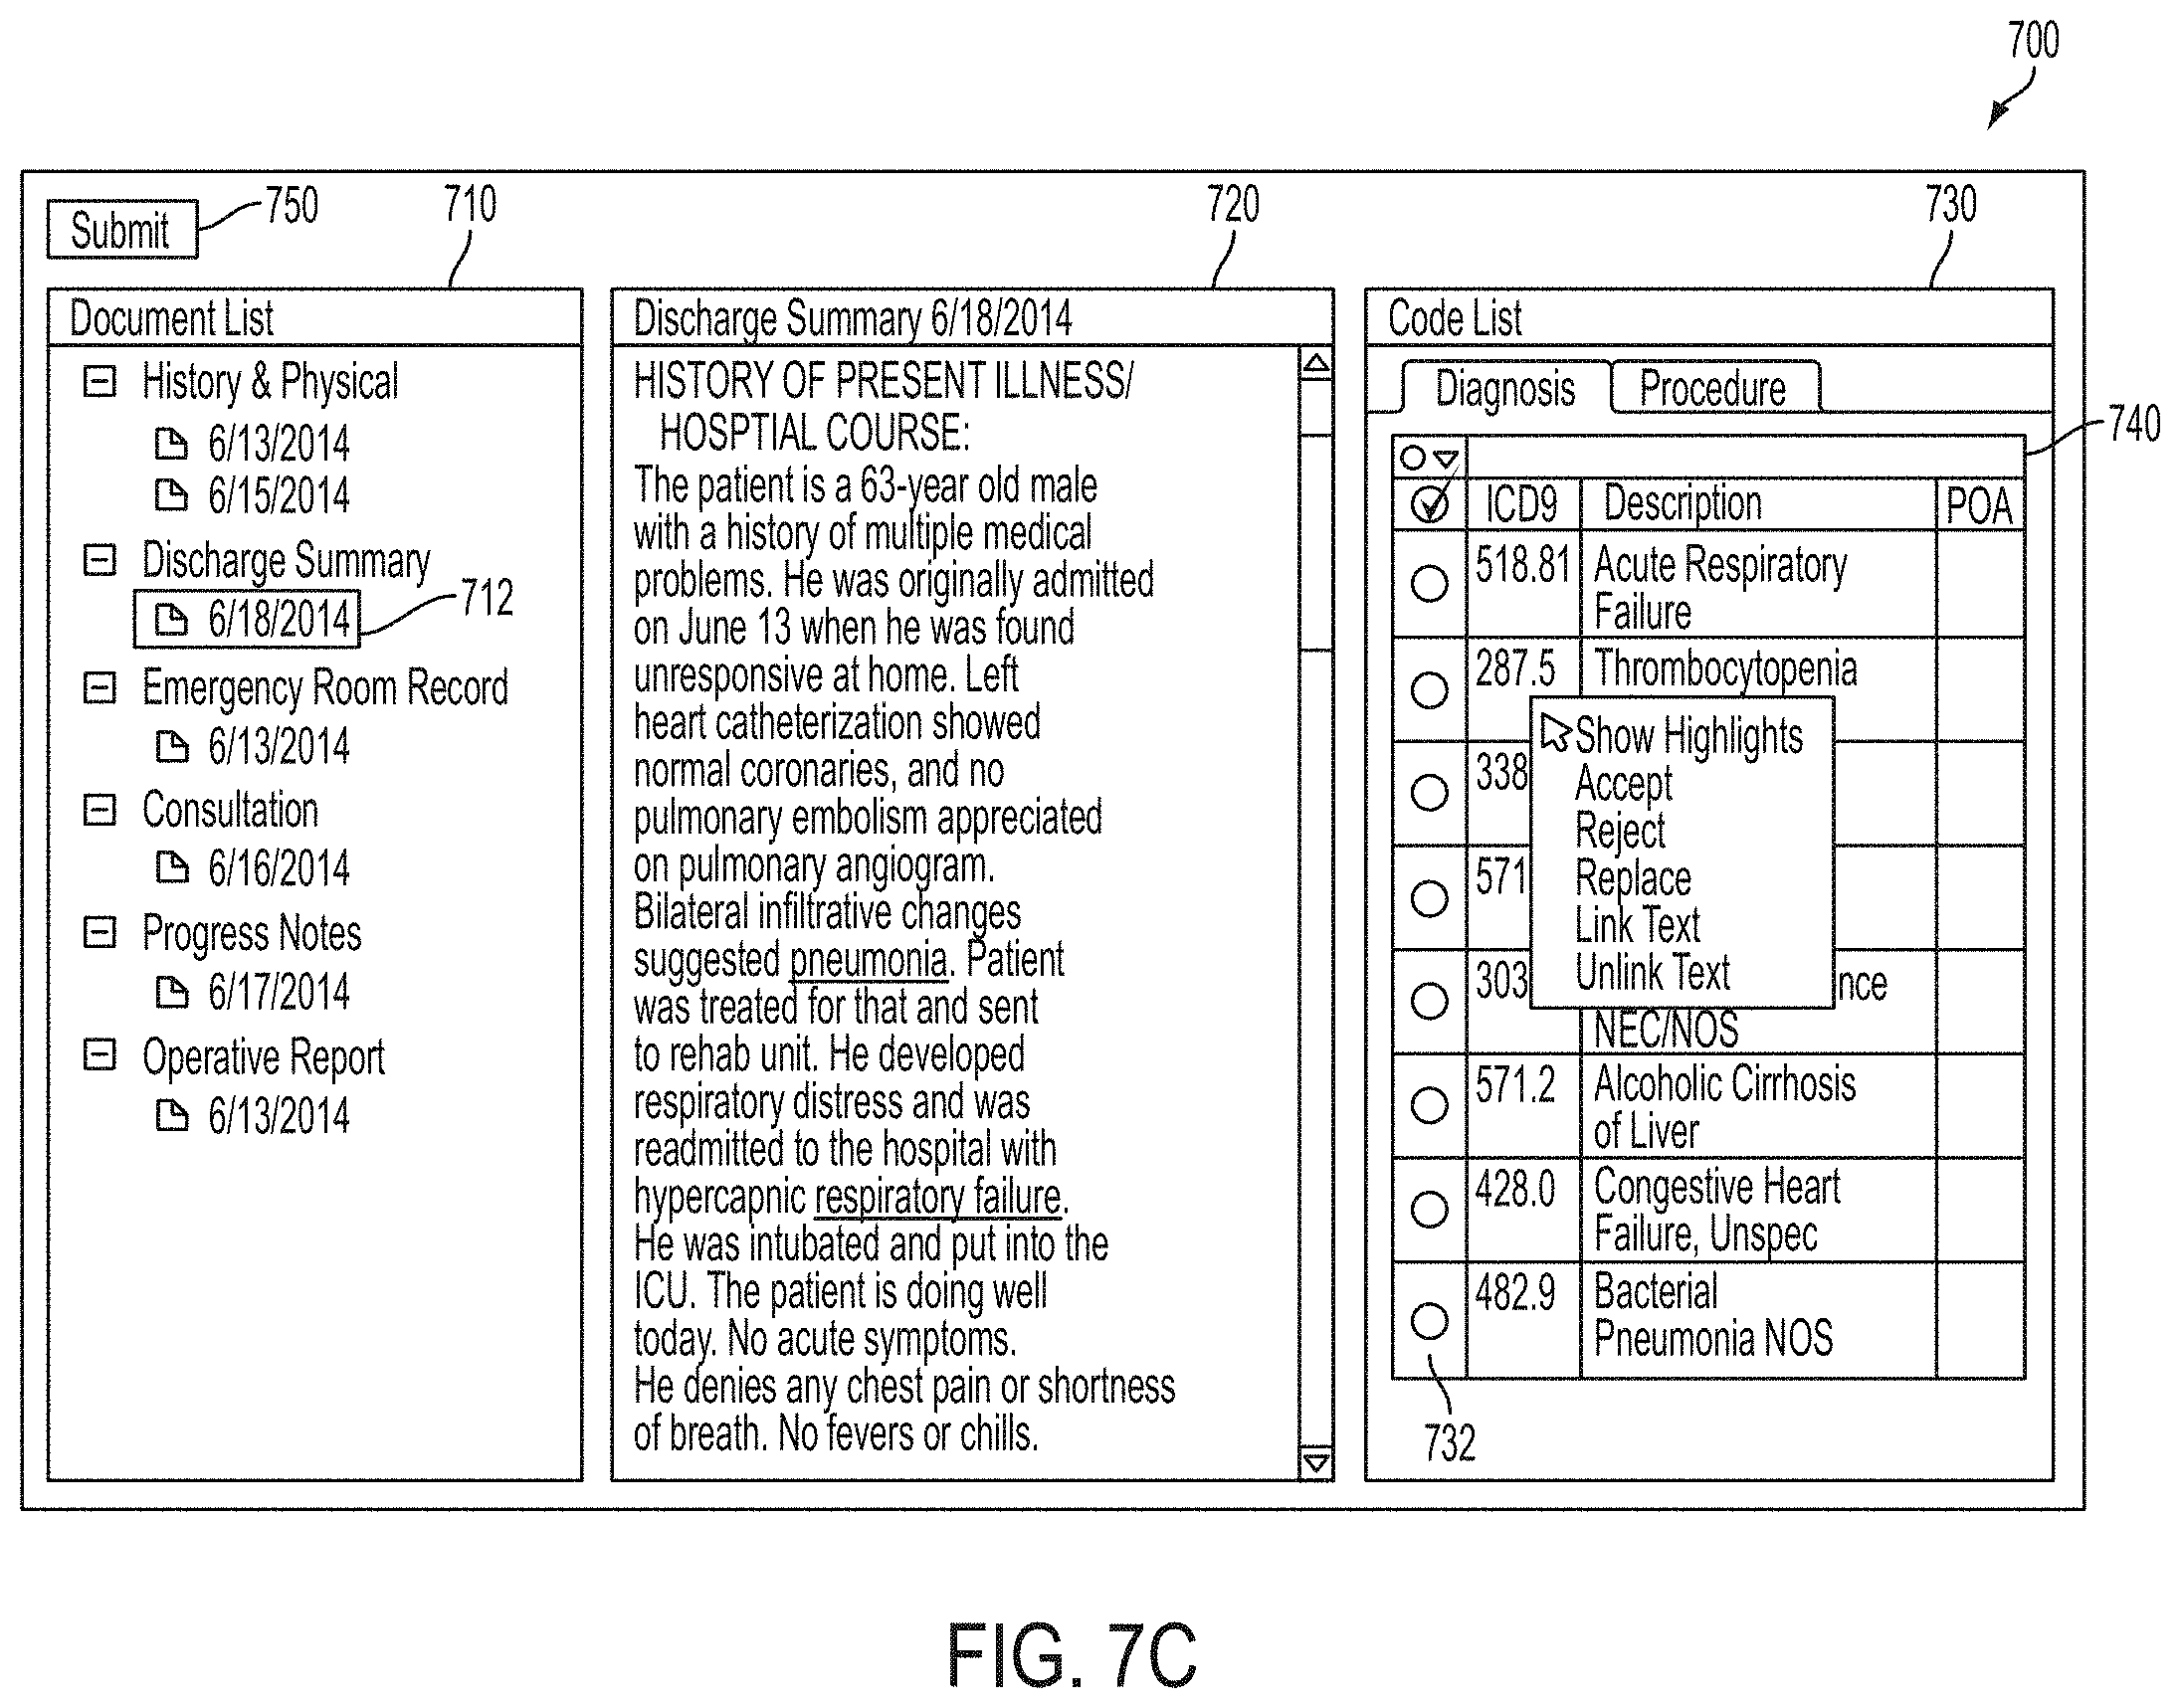 700
Submit
750
710
720
730
Document List
History & Physical
6/13/2014
6/15/2014
Discharge Summary
6/18/2014
712
Emergency Room Record
6/13/2014
Consultation
6/16/2014
Progress Notes
6/17/2014
Operative Report
6/13/2014
Discharge Summary 6/18/2014
HISTORY OF PRESENT ILLNESS/
HOSPTIAL COURSE:
The patient is a 63-year old male
with a history of multiple medical
problems. He was originally admitted
on June 13 when he was found
unresponsive at home. Left
heart catheterization showed
normal coronaries, and no
pulmonary embolism appreciated
on pulmonary angiogram.
Bilateral infiltrative changes
suggested pneumonia. Patient
was treated for that and sent
to rehab unit. He developed
respiratory distress and was
readmitted to the hospital with
hypercapnic respiratory failure.
He was intubated and put into the
ICU. The patient is doing well
today. No acute symptoms.
He denies any chest pain or shortness
of breath. No fevers or chills.
Code List
Diagnosis Procedure
740
ICD9 Description POA
518.81 Acute Respiratory
Failure
287.5 Thrombocytopenia
338
571
303 nce
NEC/NOS
Show Highlights
Accept
Reject
Replace
Link Text
Unlink Text
571.2 Alcoholic Cirrhosis
of Liver
428.0 Congestive Heart
Failure, Unspec
482.9 Bacterial
Pneumonia NOS
732
FIG. 7C